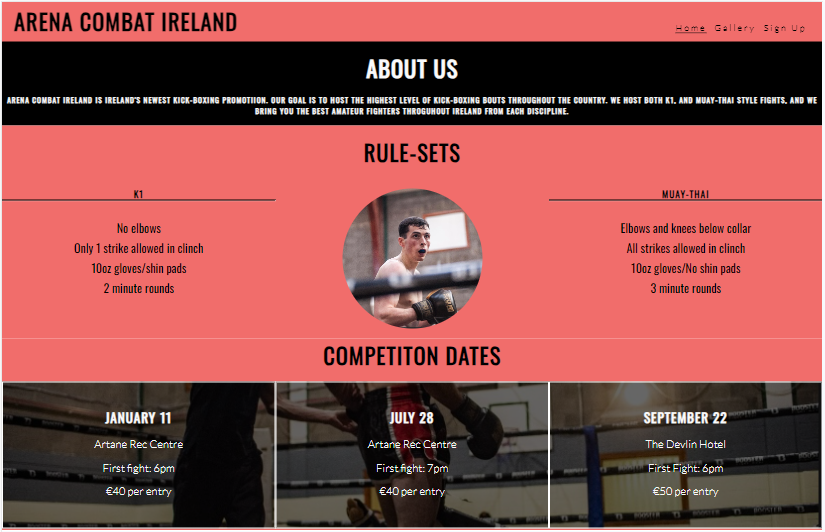 ARENA COMBAT IRELAND
Home Gallery Sign Up
ABOUT US
ARENA COMBAT IRELAND IS IRELAND'S NEWEST KICK-BOXING PROMOTIION. OUR GOAL IS TO HOST THE HIGHEST LEVEL OF KICK-BOXING BOUTS THROUGHOUT THE COUNTRY. WE HOST BOTH K1, AND MUAY-THAI STYLE FIGHTS, AND WE
BRING YOU THE BEST AMATEUR FIGHTERS THROGUHOUT IRELAND FROM EACH DISCIPLINE.
RULE-SETS
K1
No elbows
Only 1 strike allowed in clinch
10oz gloves/shin pads
2 minute rounds
MUAY-THAI
Elbows and knees below collar
All strikes allowed in clinch
10oz gloves/No shin pads
3 minute rounds
COMPETITON DATES
JANUARY 11
Artane Rec Centre
First fight: 6pm
€40 per entry
JULY 28
Artane Rec Centre
First fight: 7pm
€40 per entry
SEPTEMBER 22
The Devlin Hotel
First Fight: 6pm
€50 per entry